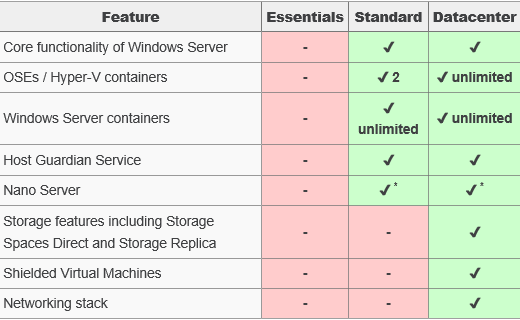 Feature Essentials Standard Datacenter
Core functionality of Windows Server - ✔ ✔
OSEs / Hyper-V containers - ✔ 2 ✔ unlimited
Windows Server containers - ✔ unlimited ✔ unlimited
Host Guardian Service - ✔ ✔
Nano Server - ✔* ✔*
Storage features including Storage
Spaces Direct and Storage Replica - - ✔
Shielded Virtual Machines - - ✔
Networking stack - - ✔